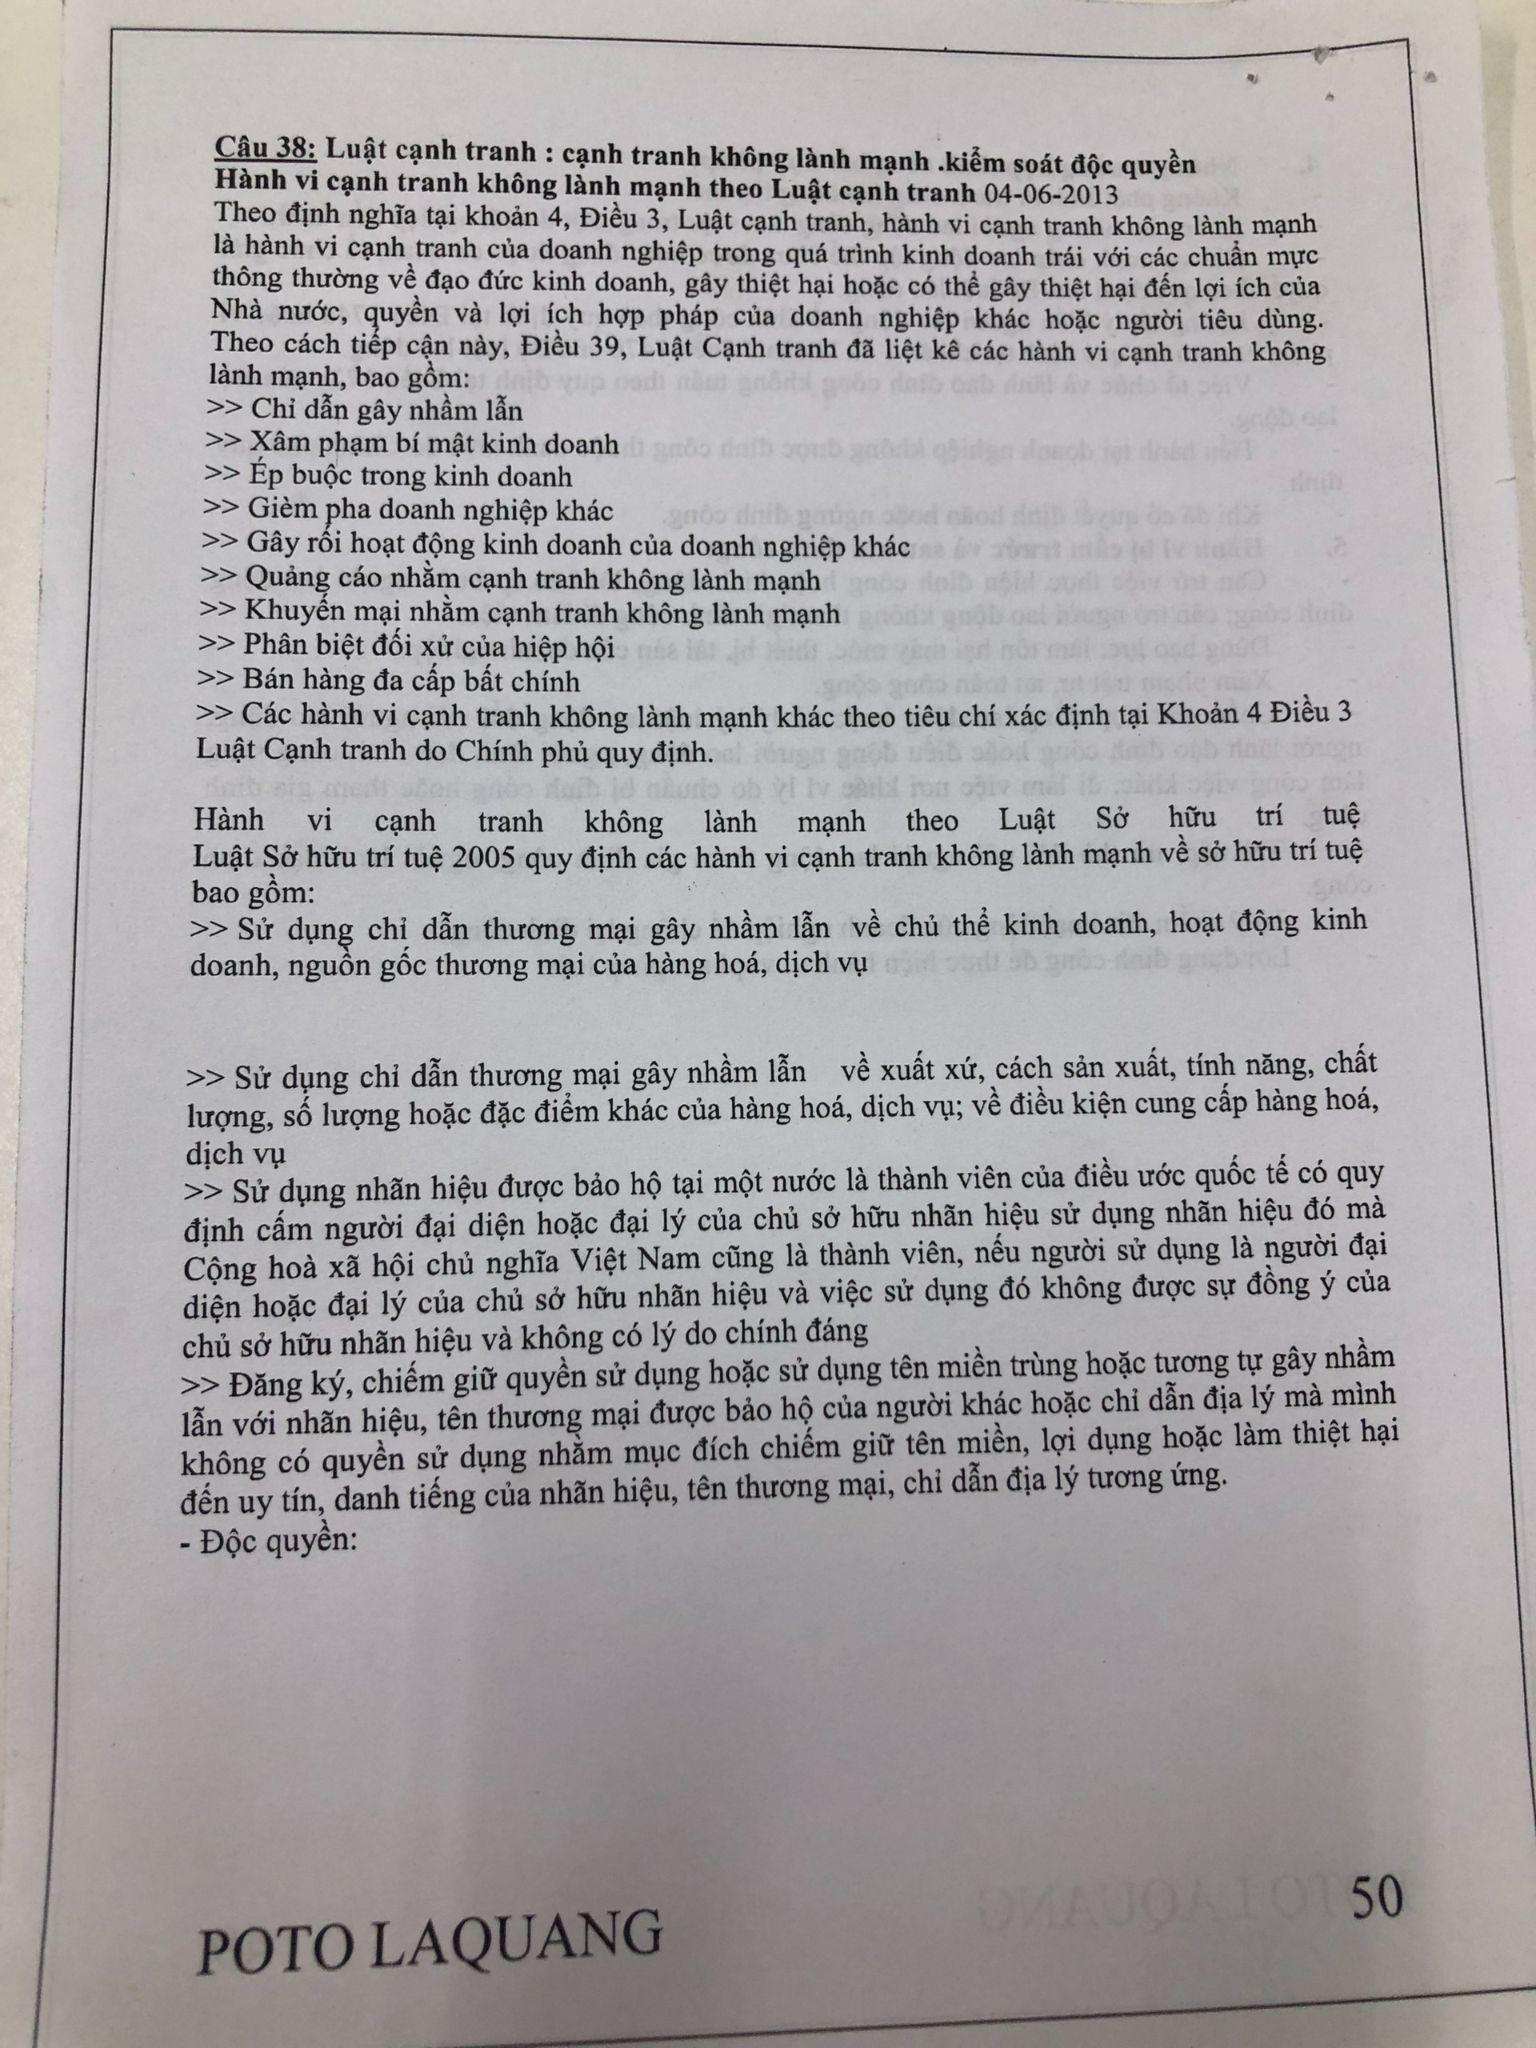 Câu 38: Luật cạnh tranh : cạnh tranh không lành mạnh .kiểm soát độc quyền
Hành vi cạnh tranh không lành mạnh theo Luật cạnh tranh 04-06-2013
Theo định nghĩa tại khoản 4, Điều 3, Luật cạnh tranh, hành vi cạnh tranh không lành mạnh
là hành vi cạnh tranh của doanh nghiệp trong quá trình kinh doanh trái với các chuẩn mực
thông thường về đạo đức kinh doanh, gây thiệt hại hoặc có thể gây thiệt hại đến lợi ích của
Nhà nước, quyền và lợi ích hợp pháp của doanh nghiệp khác hoặc người tiêu dùng.
Theo cách tiếp cận này, Điều 39, Luật Cạnh tranh đã liệt kê các hành vi cạnh tranh không
lành mạnh, bao gồm:
>> Chỉ dẫn gây nhầm lẫn
>> Xâm phạm bí mật kinh doanh
>> Ép buộc trong kinh doanh
>> Gièm pha doanh nghiệp khác
>> Gây rối hoạt động kinh doanh của doanh nghiệp khác
>> Quảng cáo nhằm cạnh tranh không lành mạnh
>> Khuyến mại nhằm cạnh tranh không lành mạnh
>> Phân biệt đối xử của hiệp hội
>> Bán hàng đa cấp bất chính
>> Các hành vi cạnh tranh không lành mạnh khác theo tiêu chí xác định tại Khoản 4 Điều 3
Luật Cạnh tranh do Chính phủ quy định.
Hành vi cạnh tranh không lành mạnh theo Luật Sở hữu trí tuệ
Luật Sở hữu trí tuệ 2005 quy định các hành vi cạnh tranh không lành mạnh về sở hữu trí tuệ
bao gồm:
>> Sử dụng chỉ dẫn thương mại gây nhầm lẫn về chủ thể kinh doanh, hoạt động kinh
doanh, nguồn gốc thương mại của hàng hoá, dịch vụ
>> Sử dụng chỉ dẫn thương mại gây nhầm lẫn về xuất xứ, cách sản xuất, tính năng, chất
lượng, số lượng hoặc đặc điểm khác của hàng hoá, dịch vụ; về điều kiện cung cấp hàng hoá,
dịch vụ
>> Sử dụng nhãn hiệu được bảo hộ tại một nước là thành viên của điều ước quốc tế có quy
định cấm người đại diện hoặc đại lý của chủ sở hữu nhãn hiệu sử dụng nhãn hiệu đó mà
Cộng hoà xã hội chủ nghĩa Việt Nam cũng là thành viên, nếu người sử dụng là người đại
diện hoặc đại lý của chủ sở hữu nhãn hiệu và việc sử dụng đó không được sự đồng ý của
chủ sở hữu nhãn hiệu và không có lý do chính đáng
>> Đăng ký, chiếm giữ quyền sử dụng hoặc sử dụng tên miền trùng hoặc tương tự gây nhầm
lẫn với nhãn hiệu, tên thương mại được bảo hộ của người khác hoặc chỉ dẫn địa lý mà mình
không có quyền sử dụng nhằm mục đích chiếm giữ tên miền, lợi dụng hoặc làm thiệt hại
đến uy tín, danh tiếng của nhãn hiệu, tên thương mại, chỉ dẫn địa lý tương ứng.
- Độc quyền:
POTO LAQUANG
50